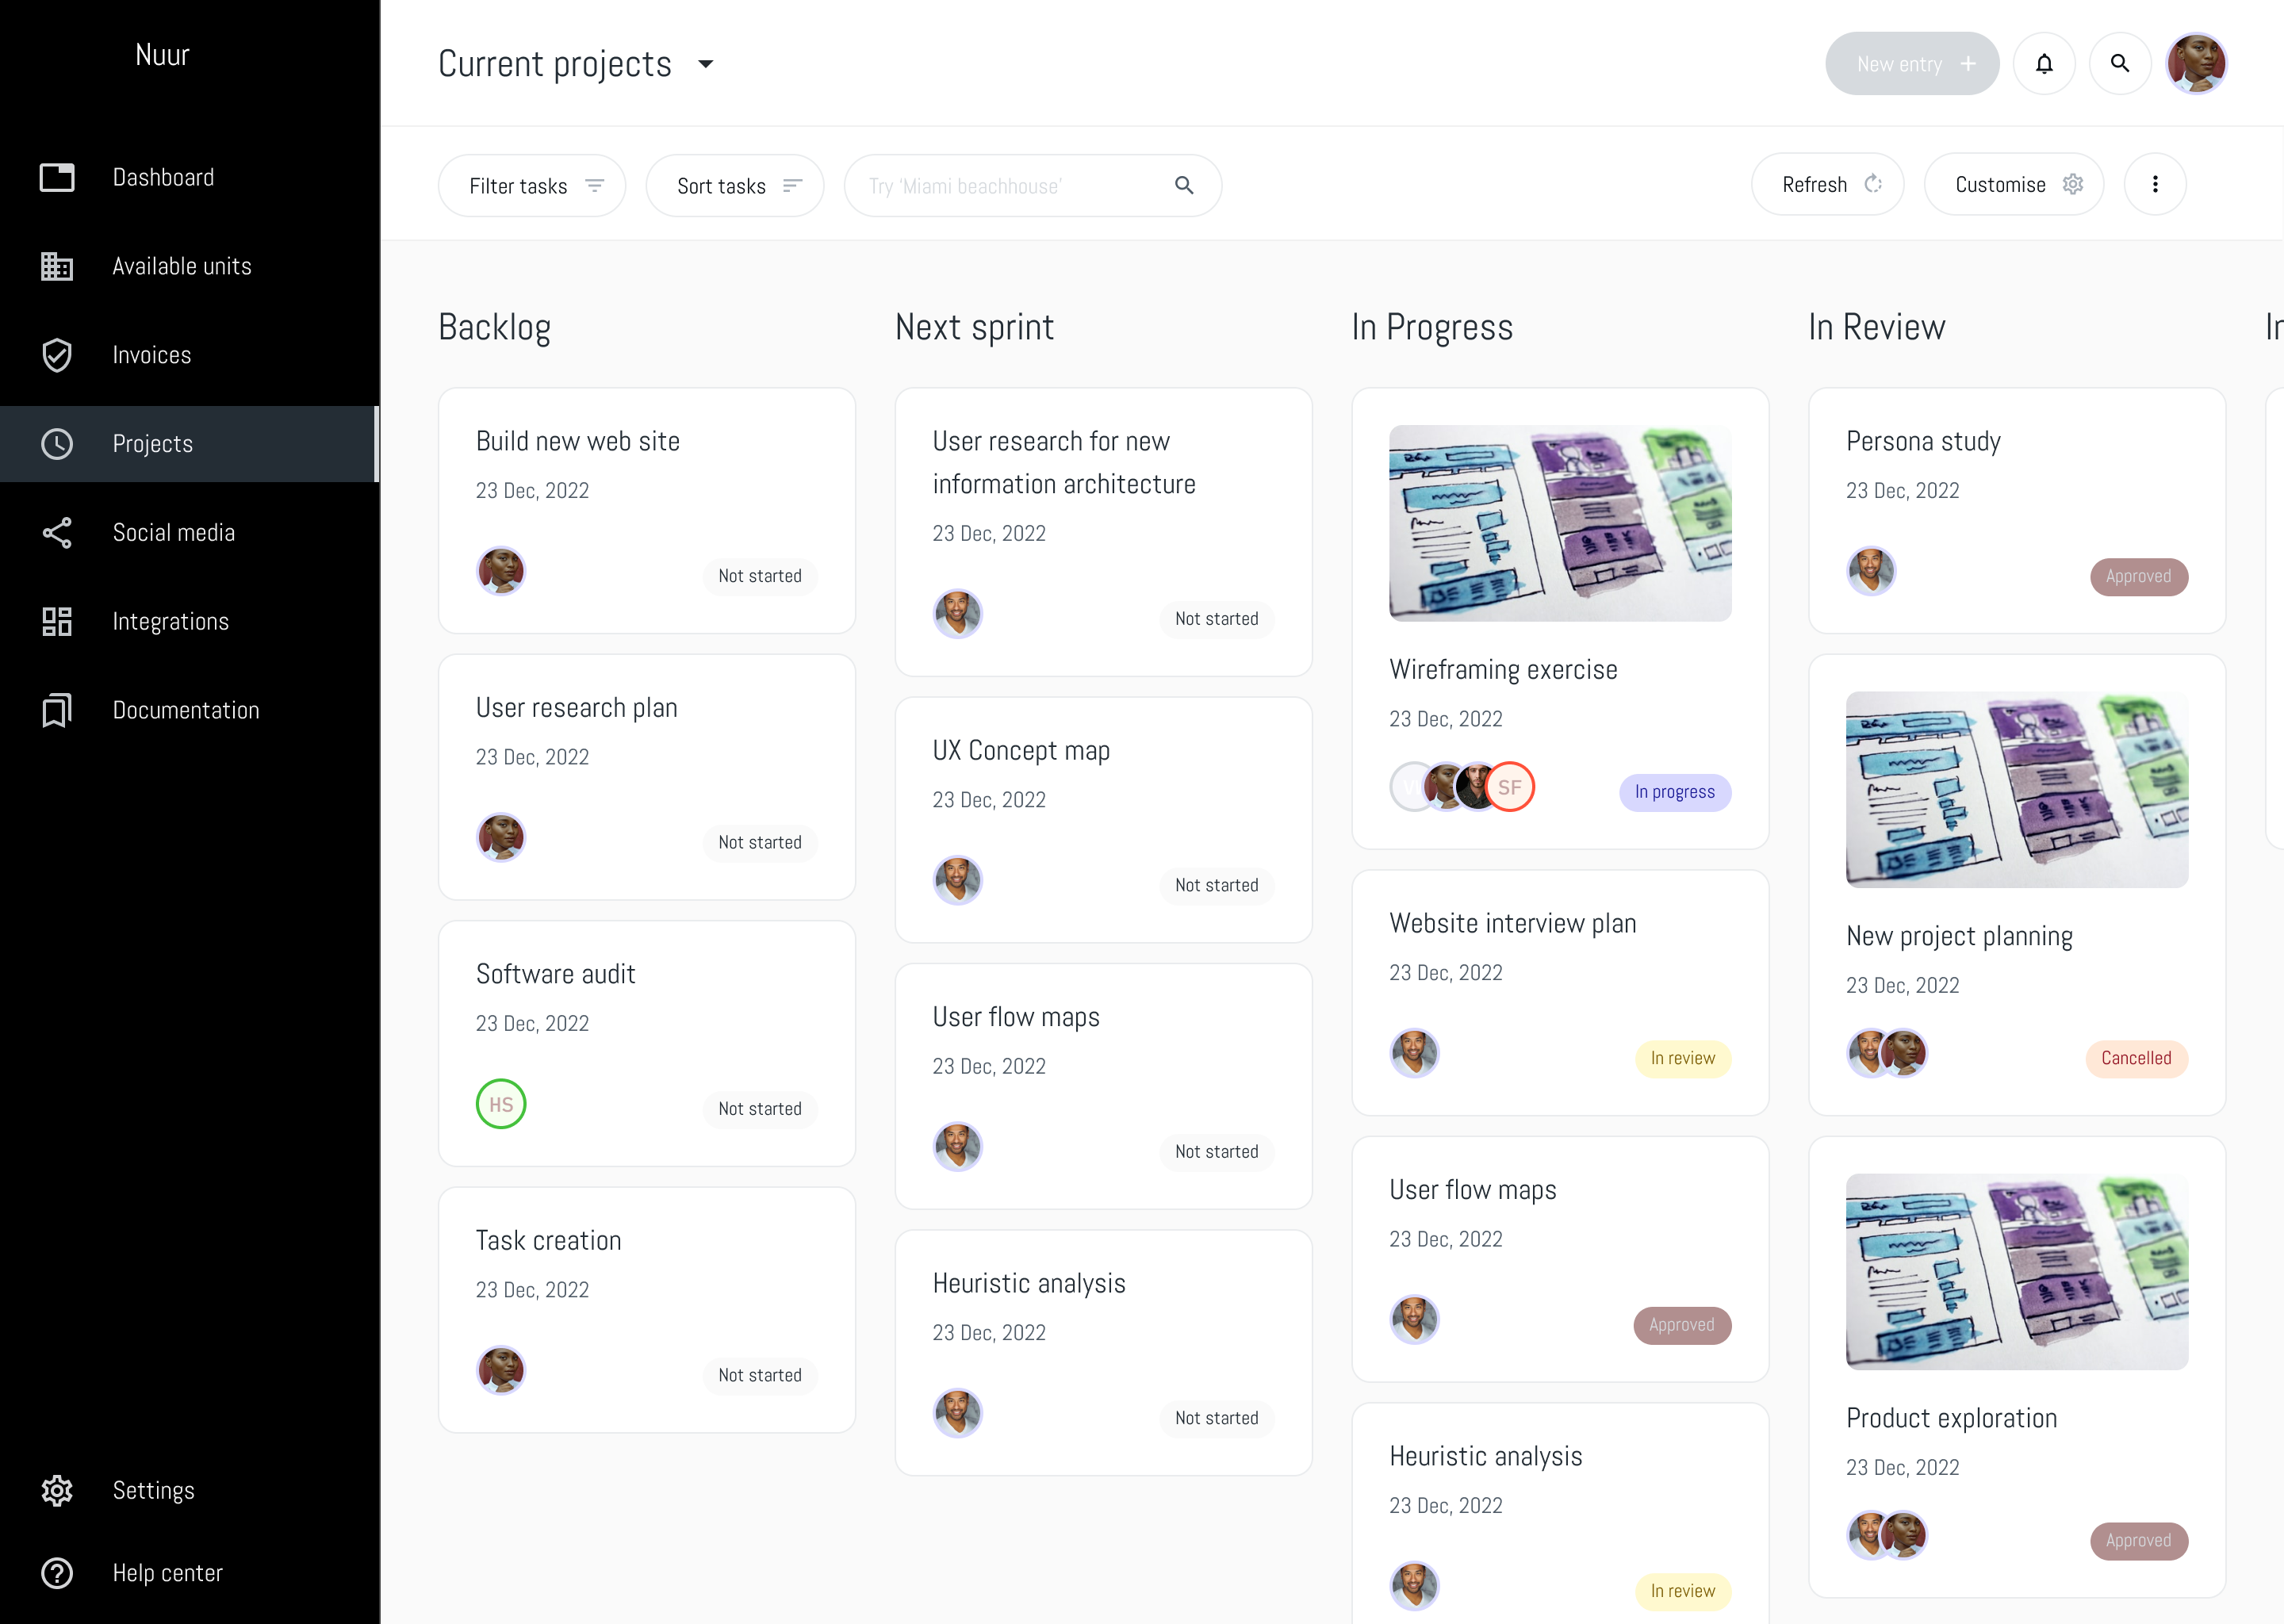 Nuur
Dashboard
Available units
Invoices
Projects
Social media
Integrations
Documentation
Settings
Help center
Current projects
New entry
Filter tasks
Sort tasks
Try ‘Miami beachhouse’
Refresh
Customise
Backlog
Build new web site
23 Dec, 2022
Not started
User research plan
23 Dec, 2022
Not started
Software audit
23 Dec, 2022
HS
Not started
Task creation
23 Dec, 2022
Not started
Next sprint
User research for new
information architecture
23 Dec, 2022
Not started
UX Concept map
23 Dec, 2022
Not started
User flow maps
23 Dec, 2022
Not started
Heuristic analysis
23 Dec, 2022
Not started
In Progress
Wireframing exercise
23 Dec, 2022
SF
In progress
Website interview plan
23 Dec, 2022
In review
User flow maps
23 Dec, 2022
Approved
Heuristic analysis
23 Dec, 2022
In review
In Review
Persona study
23 Dec, 2022
Approved
New project planning
23 Dec, 2022
Cancelled
Product exploration
23 Dec, 2022
Approved